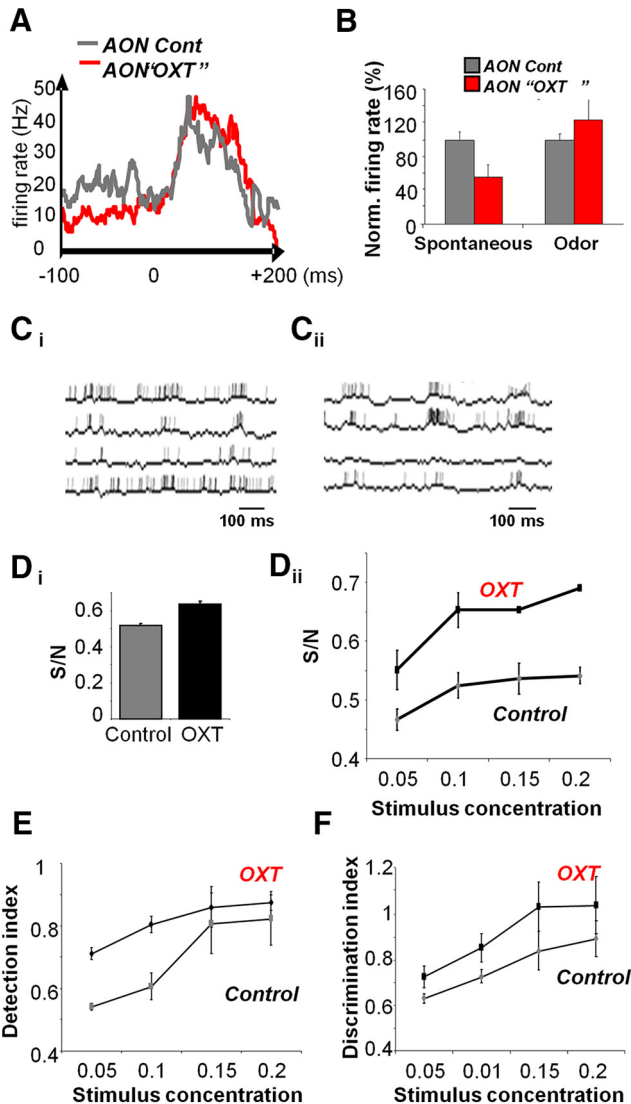 A
AON Cont
AON“OXT”
firing rate (Hz)
50
40
30
20
10
0
-100
0
+200 (ms)
B
AON Cont
AON “OXT ”
Norm. firing rate (%)
160
120
80
40
0
Spontaneous
Odor
C i
100 ms
C ii
100 ms
D i
S/N
0.6
0.4
0.2
0
Control
OXT
D ii
S/N
0.7
0.6
0.5
0.4
OXT
Control
0.05
0.1
0.15
0.2
Stimulus concentration
E
Detection index
1
0.8
0.6
0.4
OXT
Control
0.05
0.1
0.15
0.2
Stimulus concentration
F
Discrimination index
1.2
1
0.8
0.6
0.4
OXT
Control
0.05
0.01
0.15
0.2
Stimulus concentration